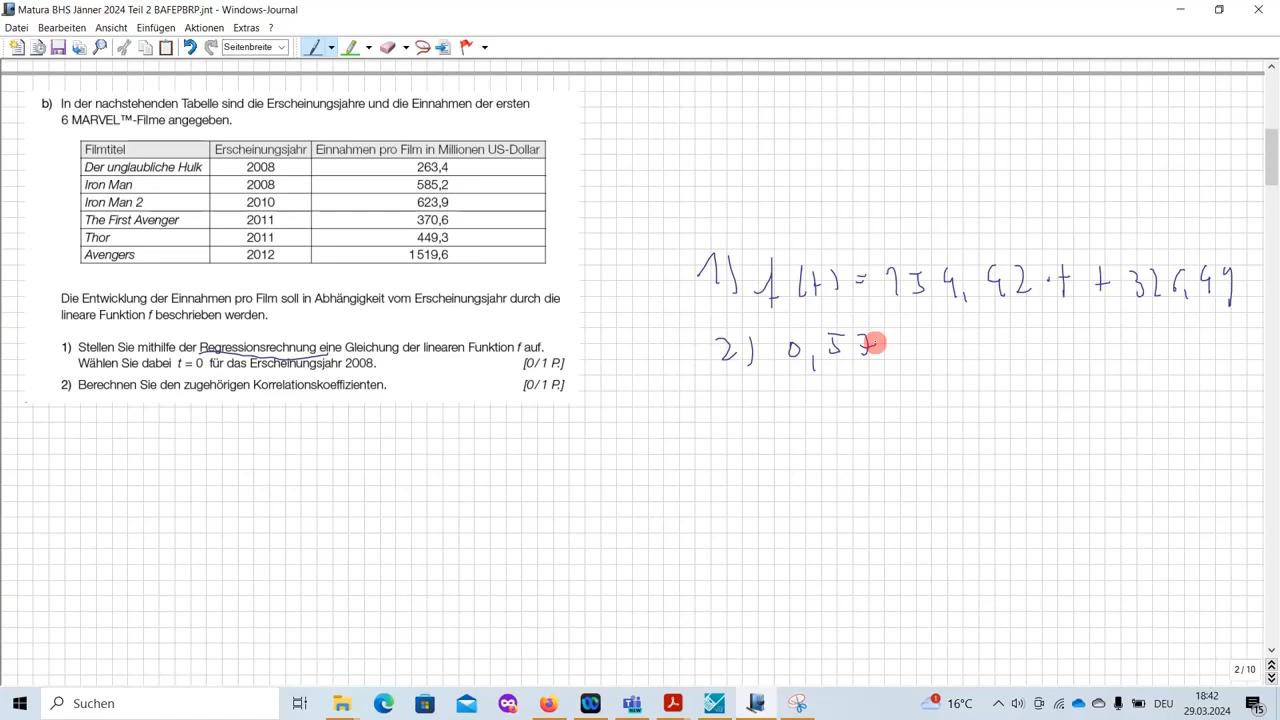 Matura BHS Jänner 2024 Teil 2 BAFEPBRP.jnt - Windows-Journal
Datei Bearbeiten Ansicht Einfügen Aktionen Extras ?
Seitenbreite
b) In der nachstehenden Tabelle sind die Erscheinungsjahre und die Einnahmen der ersten
6 MARVEL™-Filme angegeben.
Filmtitel Erscheinungsjahr Einnahmen pro Film in Millionen US-Dollar
Der unglaubliche Hulk 2008 263,4
Iron Man 2008 585,2
Iron Man 2 2010 623,9
The First Avenger 2011 370,6
Thor 2011 449,3
Avengers 2012 1 519,6
Die Entwicklung der Einnahmen pro Film soll in Abhängigkeit vom Erscheinungsjahr durch die
lineare Funktion f beschrieben werden.
1) Stellen Sie mithilfe der Regressionsrechnung eine Gleichung der linearen Funktion f auf.
Wählen Sie dabei t = 0 für das Erscheinungsjahr 2008. [0/1 P.]
2) Berechnen Sie den zugehörigen Korrelationskoeffizienten. [0/1 P.]
1) f(t) = 154,42·t + 326,49
2) 0,57
2 / 10
Suchen
NEW
1
16°C
DEU
18:42
29.03.2024
15